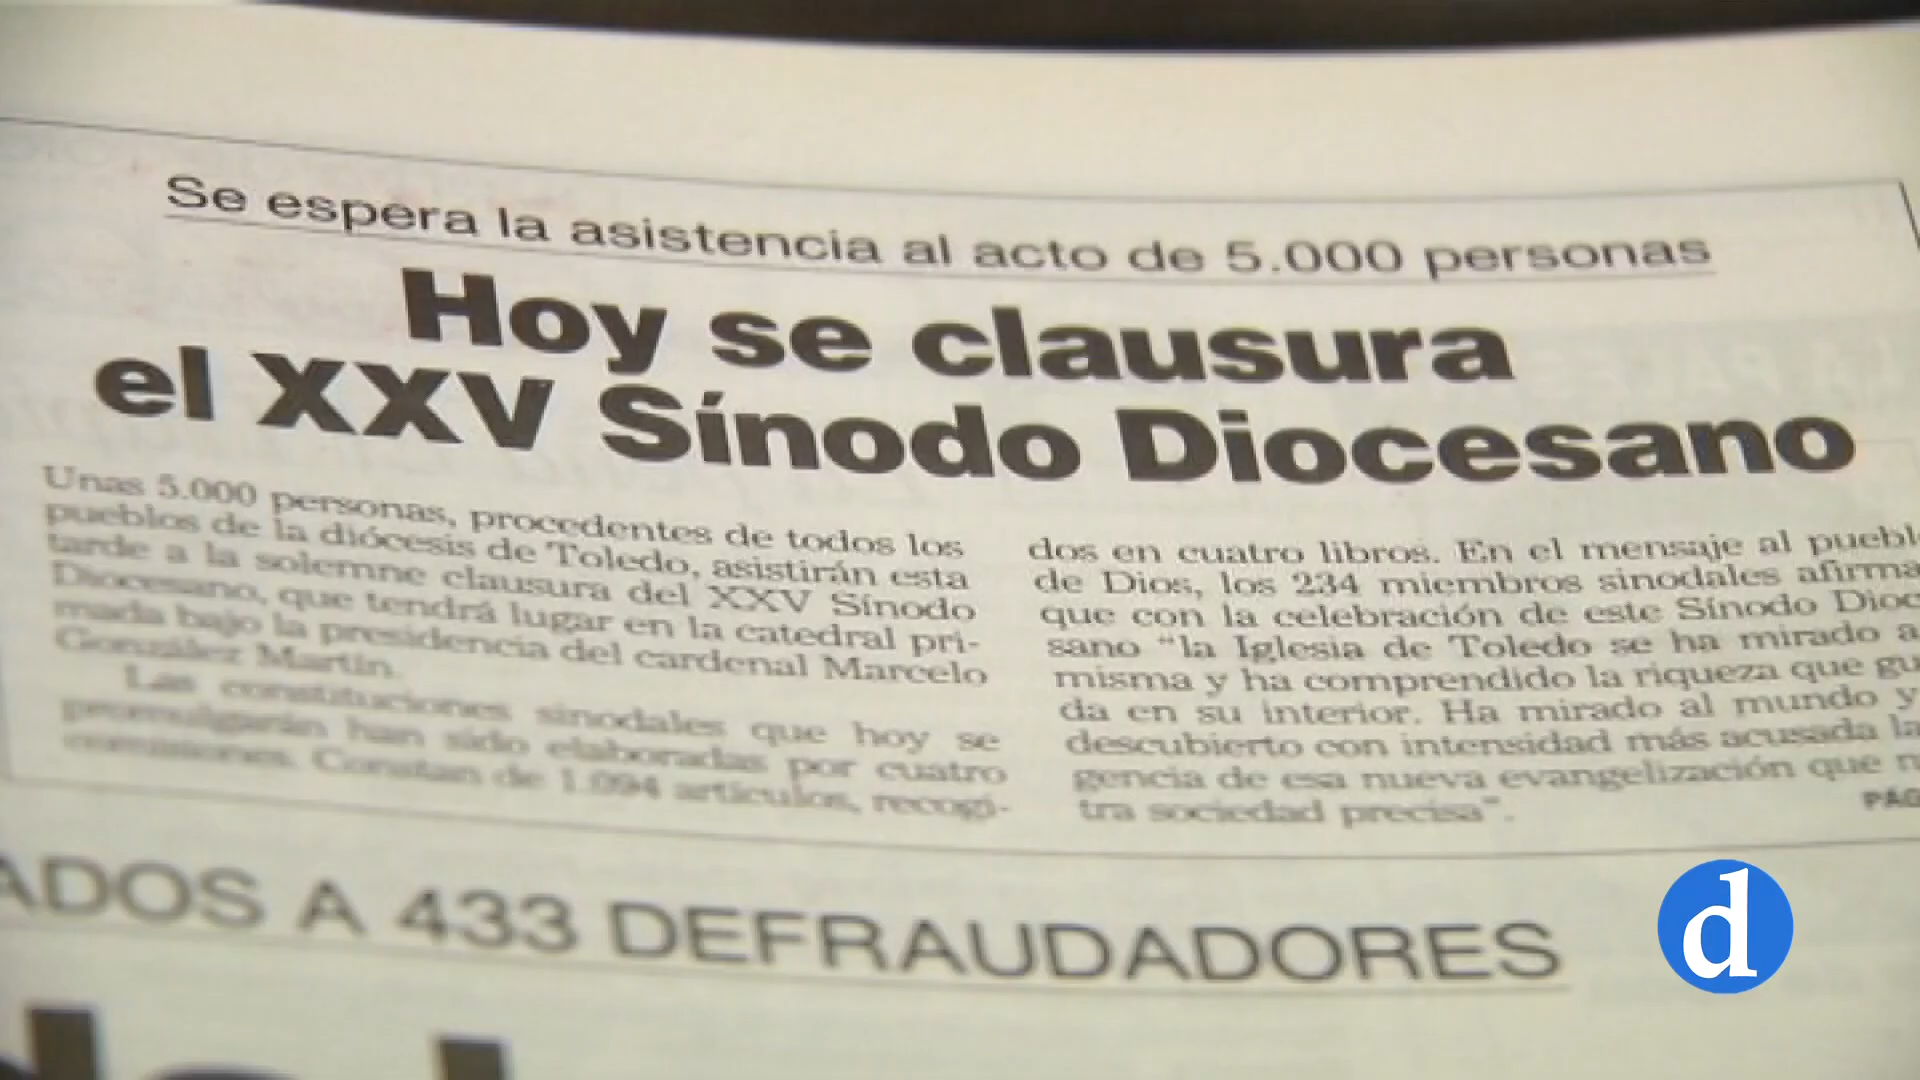 Se espera la asistencia al acto de 5.000 personas
Hoy se clausura
el XXV Sínodo Diocesano
Unas 5.000 personas, procedentes de todos los
pueblos de la diócesis de Toledo, asistirán esta
tarde a la solemne clausura del XXV Sínodo
Diocesano, que tendrá lugar en la catedral pri-
mada bajo la presidencia del cardenal Marcelo
González Martín.
Las constituciones sinodales que hoy se
promulgarán han sido elaboradas por cuatro
comisiones. Constan de 1.094 artículos, recogi-
dos en cuatro libros. En el mensaje al puebl
de Dios, los 234 miembros sinodales afirma
que con la celebración de este Sínodo Dioc
sano "la Iglesia de Toledo se ha mirado a
misma y ha comprendido la riqueza que gu
da en su interior. Ha mirado al mundo y
descubierto con intensidad más acusada la
gencia de esa nueva evangelización que n
tra sociedad precisa".
PÁG
ADOS A 433 DEFRAUDADORES
d